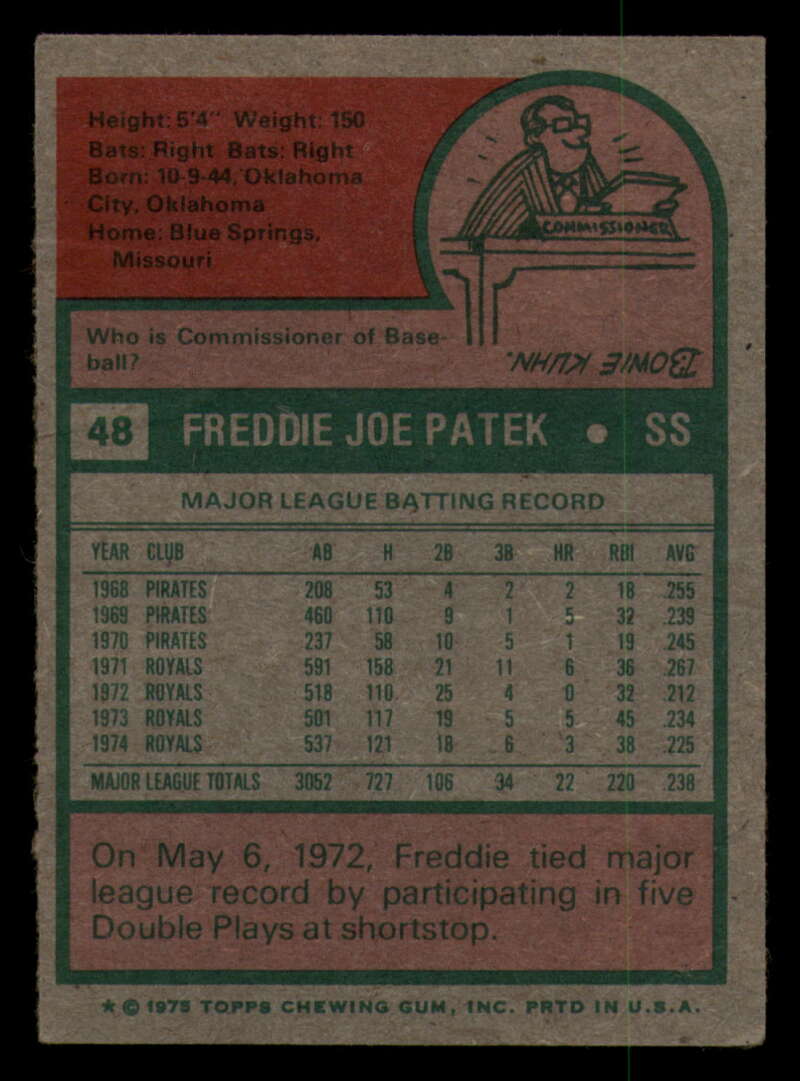 Height: 5'4" Weight: 150
Bats: Right Bats: Right
Born: 10-9-44, Oklahoma
City, Oklahoma
Home: Blue Springs,
Missouri
COMMISSIONER
Who is Commissioner of Base-
ball?
BOWIE KUHN.
48 FREDDIE JOE PATEK • SS
MAJOR LEAGUE BATTING RECORD
YEAR CLUB AB H 2B 3B HR RBI AVG
1968 PIRATES 208 53 4 2 2 18 .255
1969 PIRATES 460 110 9 1 5 32 .239
1970 PIRATES 237 58 10 5 1 19 .245
1971 ROYALS 591 158 21 11 6 36 .267
1972 ROYALS 518 110 25 4 0 32 .212
1973 ROYALS 501 117 19 5 5 45 .234
1974 ROYALS 537 121 18 6 3 38 .225
MAJOR LEAGUE TOTALS 3052 727 106 34 22 220 .238
On May 6, 1972, Freddie tied major
league record by participating in five
Double Plays at shortstop.
★ © 1975 TOPPS CHEWING GUM, INC. PRTD IN U.S.A.